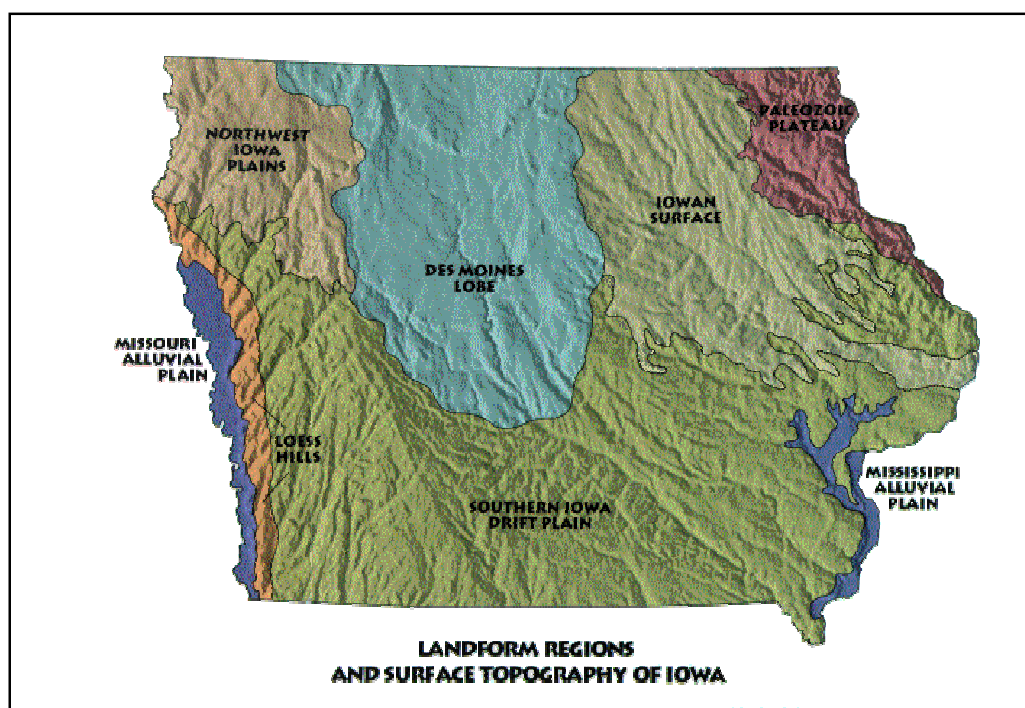 PALEOZOIC
PLATEAU
NORTHWEST
IOWA
PLAINS
IOWAN
SURFACE
DES MOINES
LOBE
MISSOURI
ALLUVIAL
PLAIN
LOESS
HILLS
MISSISSIPPI
ALLUVIAL
PLAIN
SOUTHERN IOWA
DRIFT PLAIN
LANDFORM REGIONS
AND SURFACE TOPOGRAPHY OF IOWA